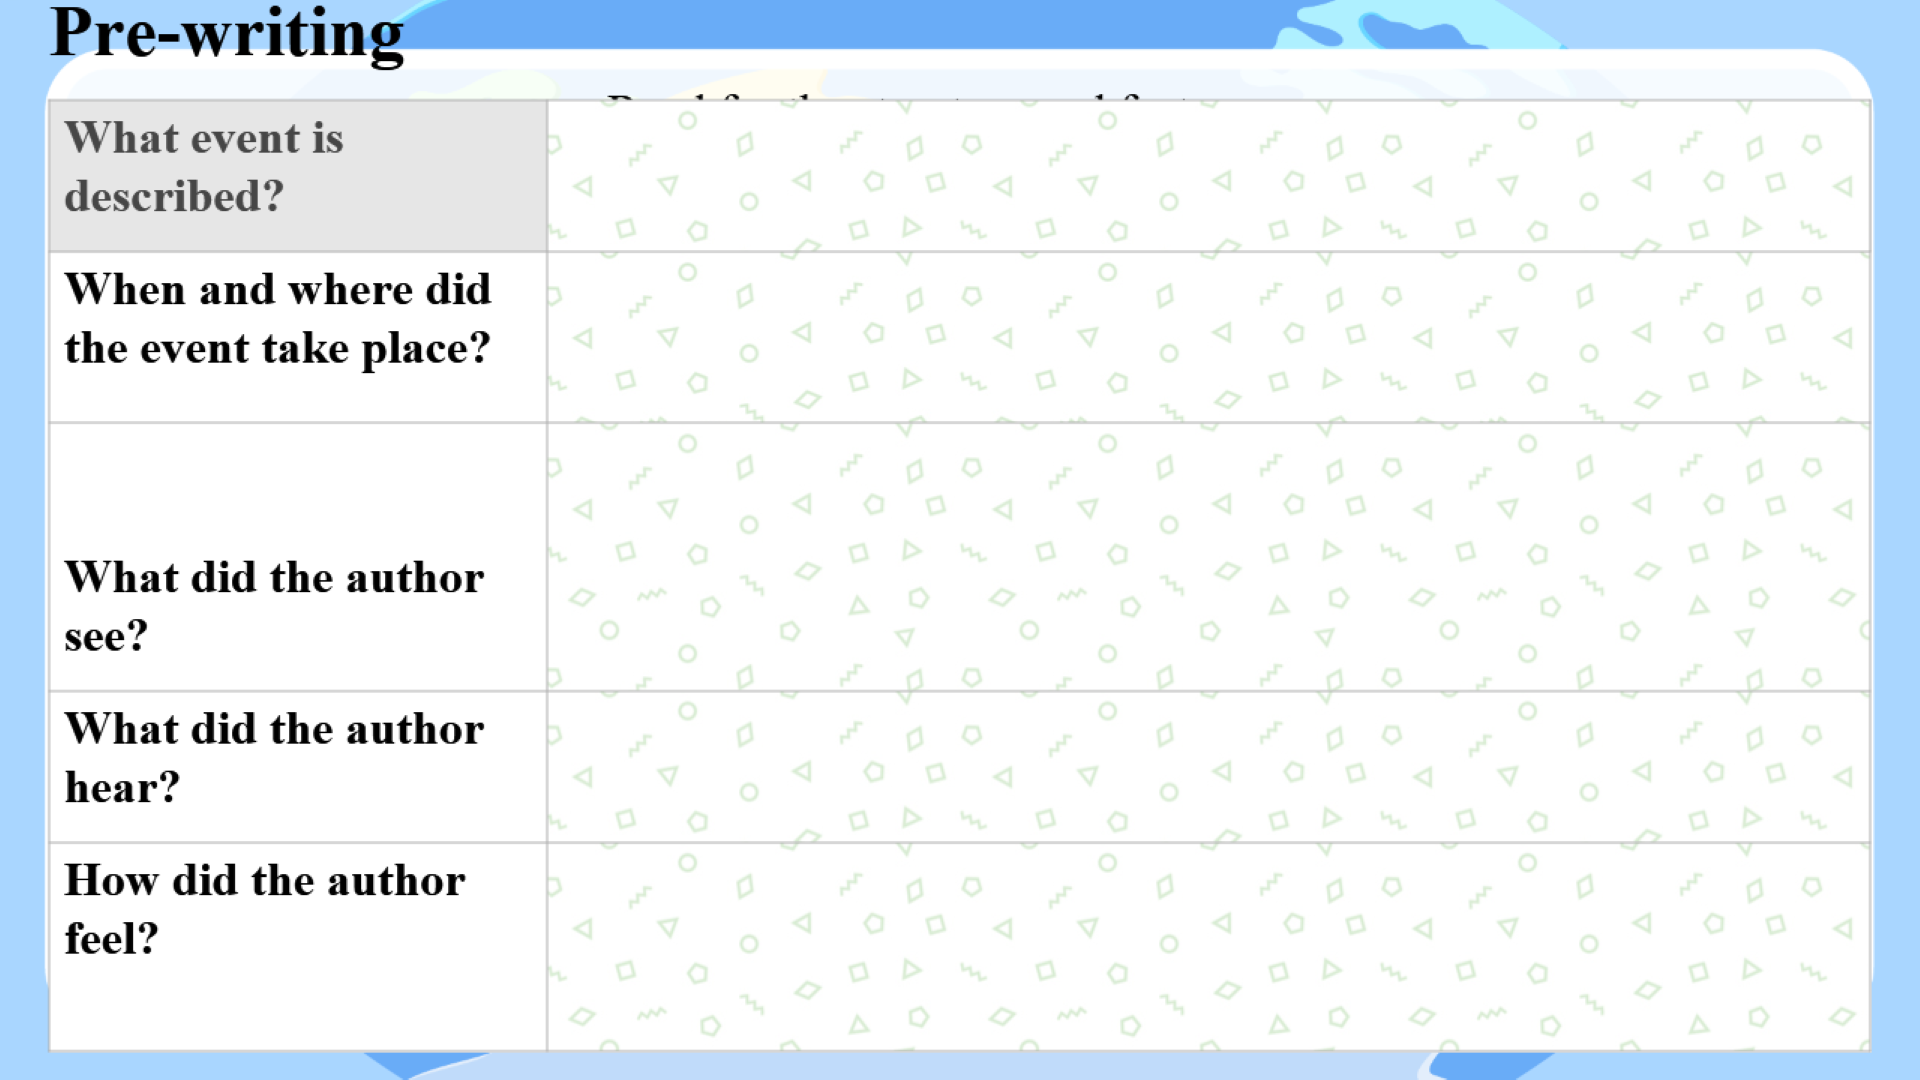 Pre-writing
What event is
described?
When and where did
the event take place?
What did the author
see?
What did the author
hear?
How did the author
feel?